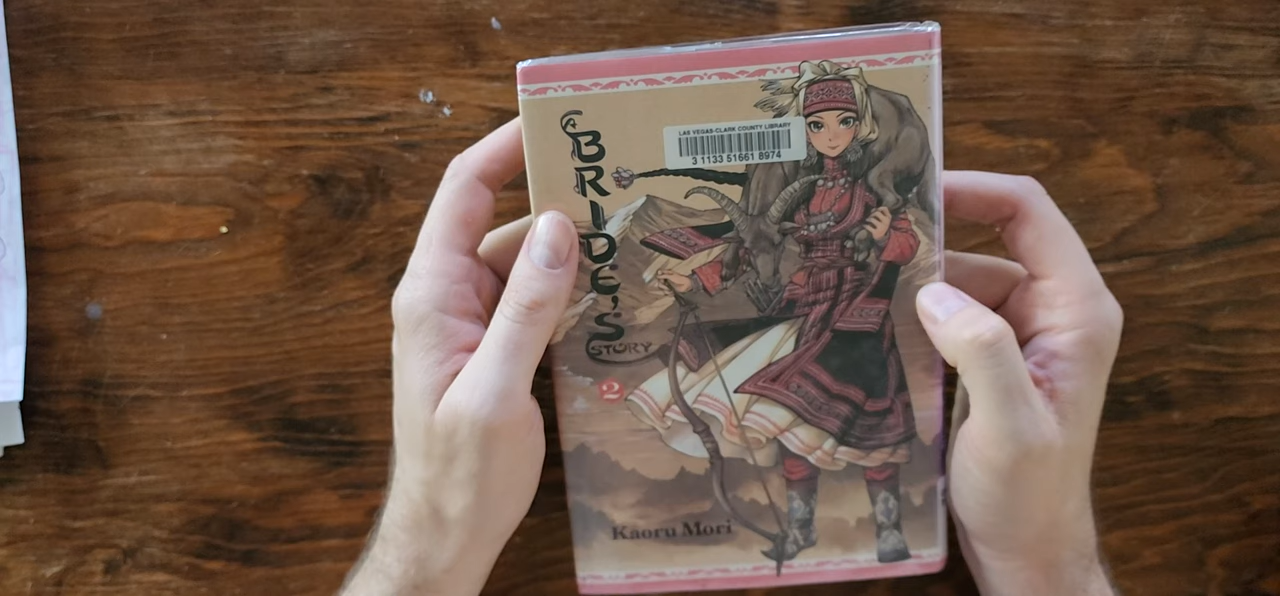 A
BRIDE'S
STORY
2
LAS VEGAS-CLARK COUNTY LIBRARY
3 1133 51661 8974
Kaoru Mori